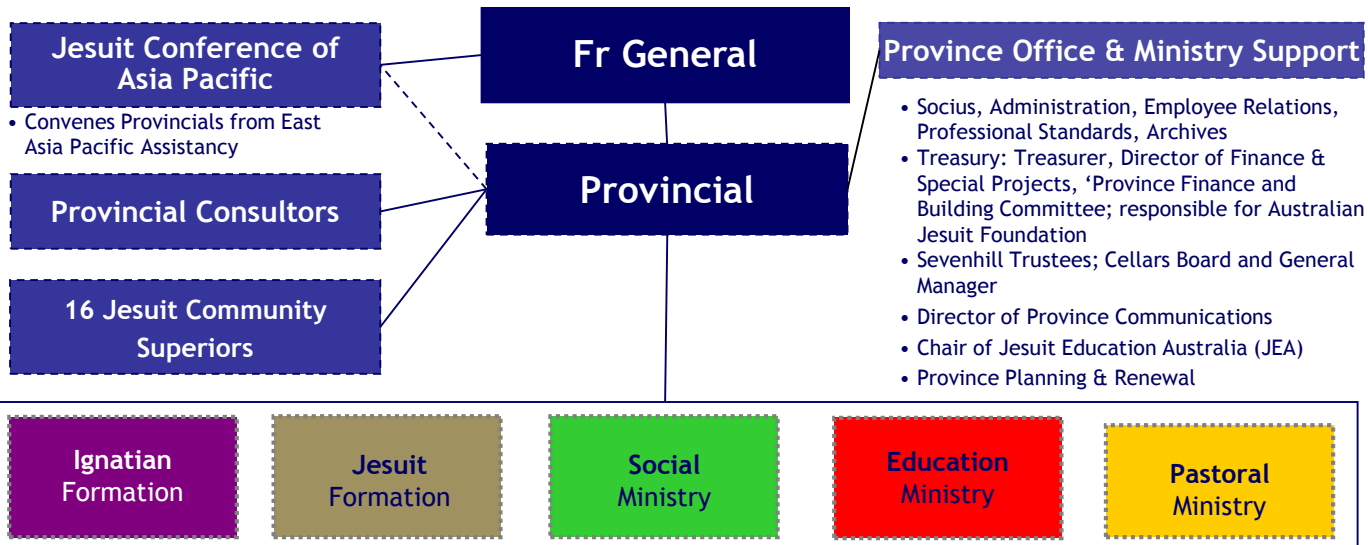 Jesuit Conference of
Asia Pacific
• Convenes Provincials from East
Asia Pacific Assistancy
Provincial Consultors
16 Jesuit Community
Superiors
Fr General
Provincial
Province Office & Ministry Support
• Socius, Administration, Employee Relations,
Professional Standards, Archives
• Treasury: Treasurer, Director of Finance &
Special Projects, ‘Province Finance and
Building Committee; responsible for Australian
Jesuit Foundation
• Sevenhill Trustees; Cellars Board and General
Manager
• Director of Province Communications
• Chair of Jesuit Education Australia (JEA)
• Province Planning & Renewal
Ignatian
Formation
Jesuit
Formation
Social
Ministry
Education
Ministry
Pastoral
Ministry